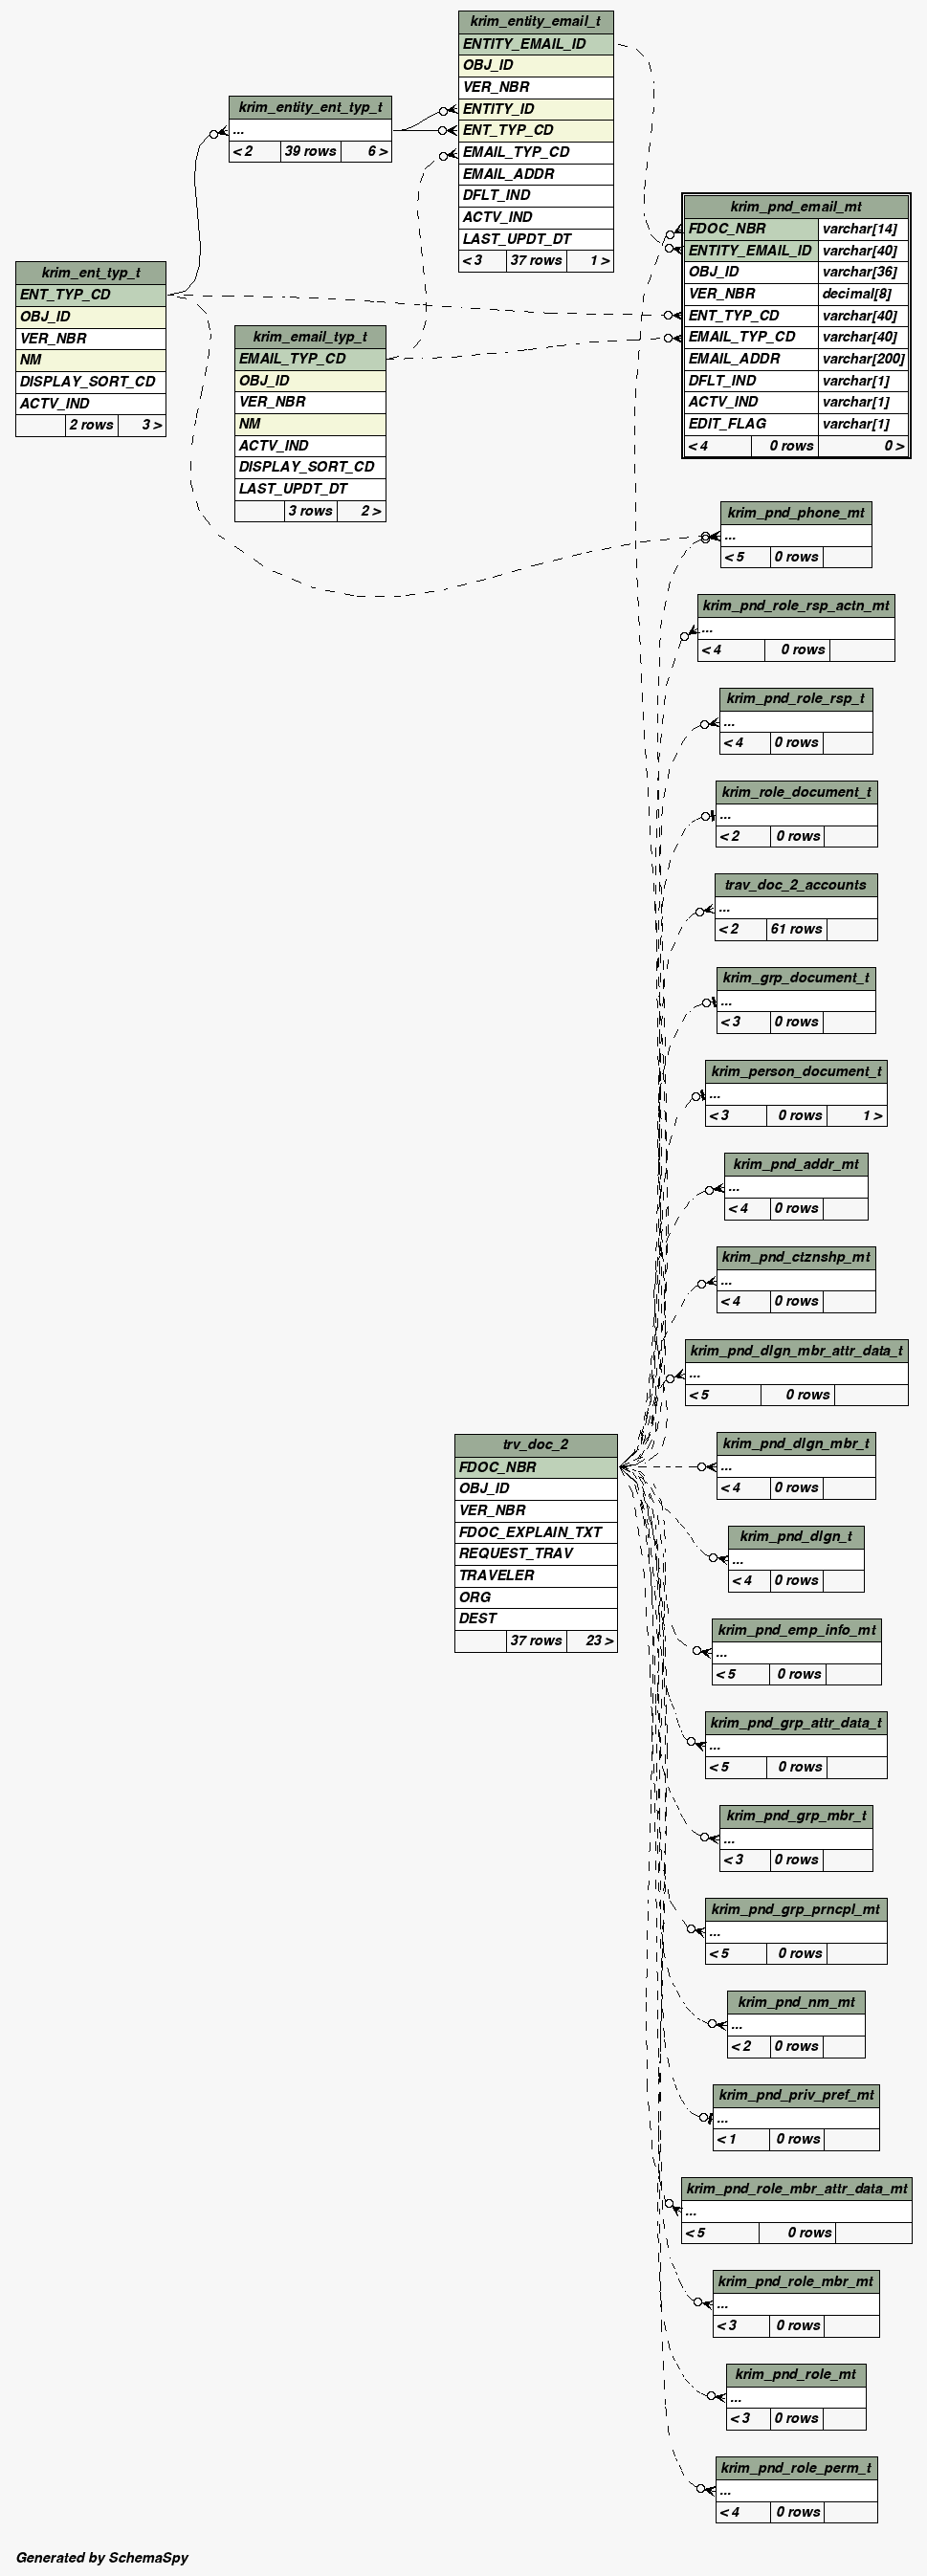 krim_entity_email_t
ENTITY_EMAIL_ID
OBJ_ID
VER_NBR
ENTITY_ID
ENT_TYP_CD
EMAIL_TYP_CD
EMAIL_ADDR
DFLT_IND
ACTV_IND
LAST_UPDT_DT
< 3 37 rows 1 >
krim_entity_ent_typ_t
...
< 2 39 rows 6 >
krim_pnd_email_mt
FDOC_NBR varchar[14]
ENTITY_EMAIL_ID varchar[40]
OBJ_ID varchar[36]
VER_NBR decimal[8]
ENT_TYP_CD varchar[40]
EMAIL_TYP_CD varchar[40]
EMAIL_ADDR varchar[200]
DFLT_IND varchar[1]
ACTV_IND varchar[1]
EDIT_FLAG varchar[1]
< 4 0 rows 0 >
krim_ent_typ_t
ENT_TYP_CD
OBJ_ID
VER_NBR
NM
DISPLAY_SORT_CD
ACTV_IND
2 rows 3 >
krim_email_typ_t
EMAIL_TYP_CD
OBJ_ID
VER_NBR
NM
ACTV_IND
DISPLAY_SORT_CD
LAST_UPDT_DT
3 rows 2 >
krim_pnd_phone_mt
...
< 5 0 rows
krim_pnd_role_rsp_actn_mt
...
< 4 0 rows
krim_pnd_role_rsp_t
...
< 4 0 rows
krim_role_document_t
...
< 2 0 rows
trav_doc_2_accounts
...
< 2 61 rows
krim_grp_document_t
...
< 3 0 rows
krim_person_document_t
...
< 3 0 rows 1 >
krim_pnd_addr_mt
...
< 4 0 rows
krim_pnd_ctznshp_mt
...
< 4 0 rows
krim_pnd_dlgn_mbr_attr_data_t
...
< 5 0 rows
trv_doc_2
FDOC_NBR
OBJ_ID
VER_NBR
FDOC_EXPLAIN_TXT
REQUEST_TRAV
TRAVELER
ORG
DEST
37 rows 23 >
krim_pnd_dlgn_mbr_t
...
< 4 0 rows
krim_pnd_dlgn_t
...
< 4 0 rows
krim_pnd_emp_info_mt
...
< 5 0 rows
krim_pnd_grp_attr_data_t
...
< 5 0 rows
krim_pnd_grp_mbr_t
...
< 3 0 rows
krim_pnd_grp_prncpl_mt
...
< 5 0 rows
krim_pnd_nm_mt
...
< 2 0 rows
krim_pnd_priv_pref_mt
...
< 1 0 rows
krim_pnd_role_mbr_attr_data_mt
...
< 5 0 rows
krim_pnd_role_mbr_mt
...
< 3 0 rows
krim_pnd_role_mt
...
< 3 0 rows
krim_pnd_role_perm_t
...
< 4 0 rows
Generated by SchemaSpy